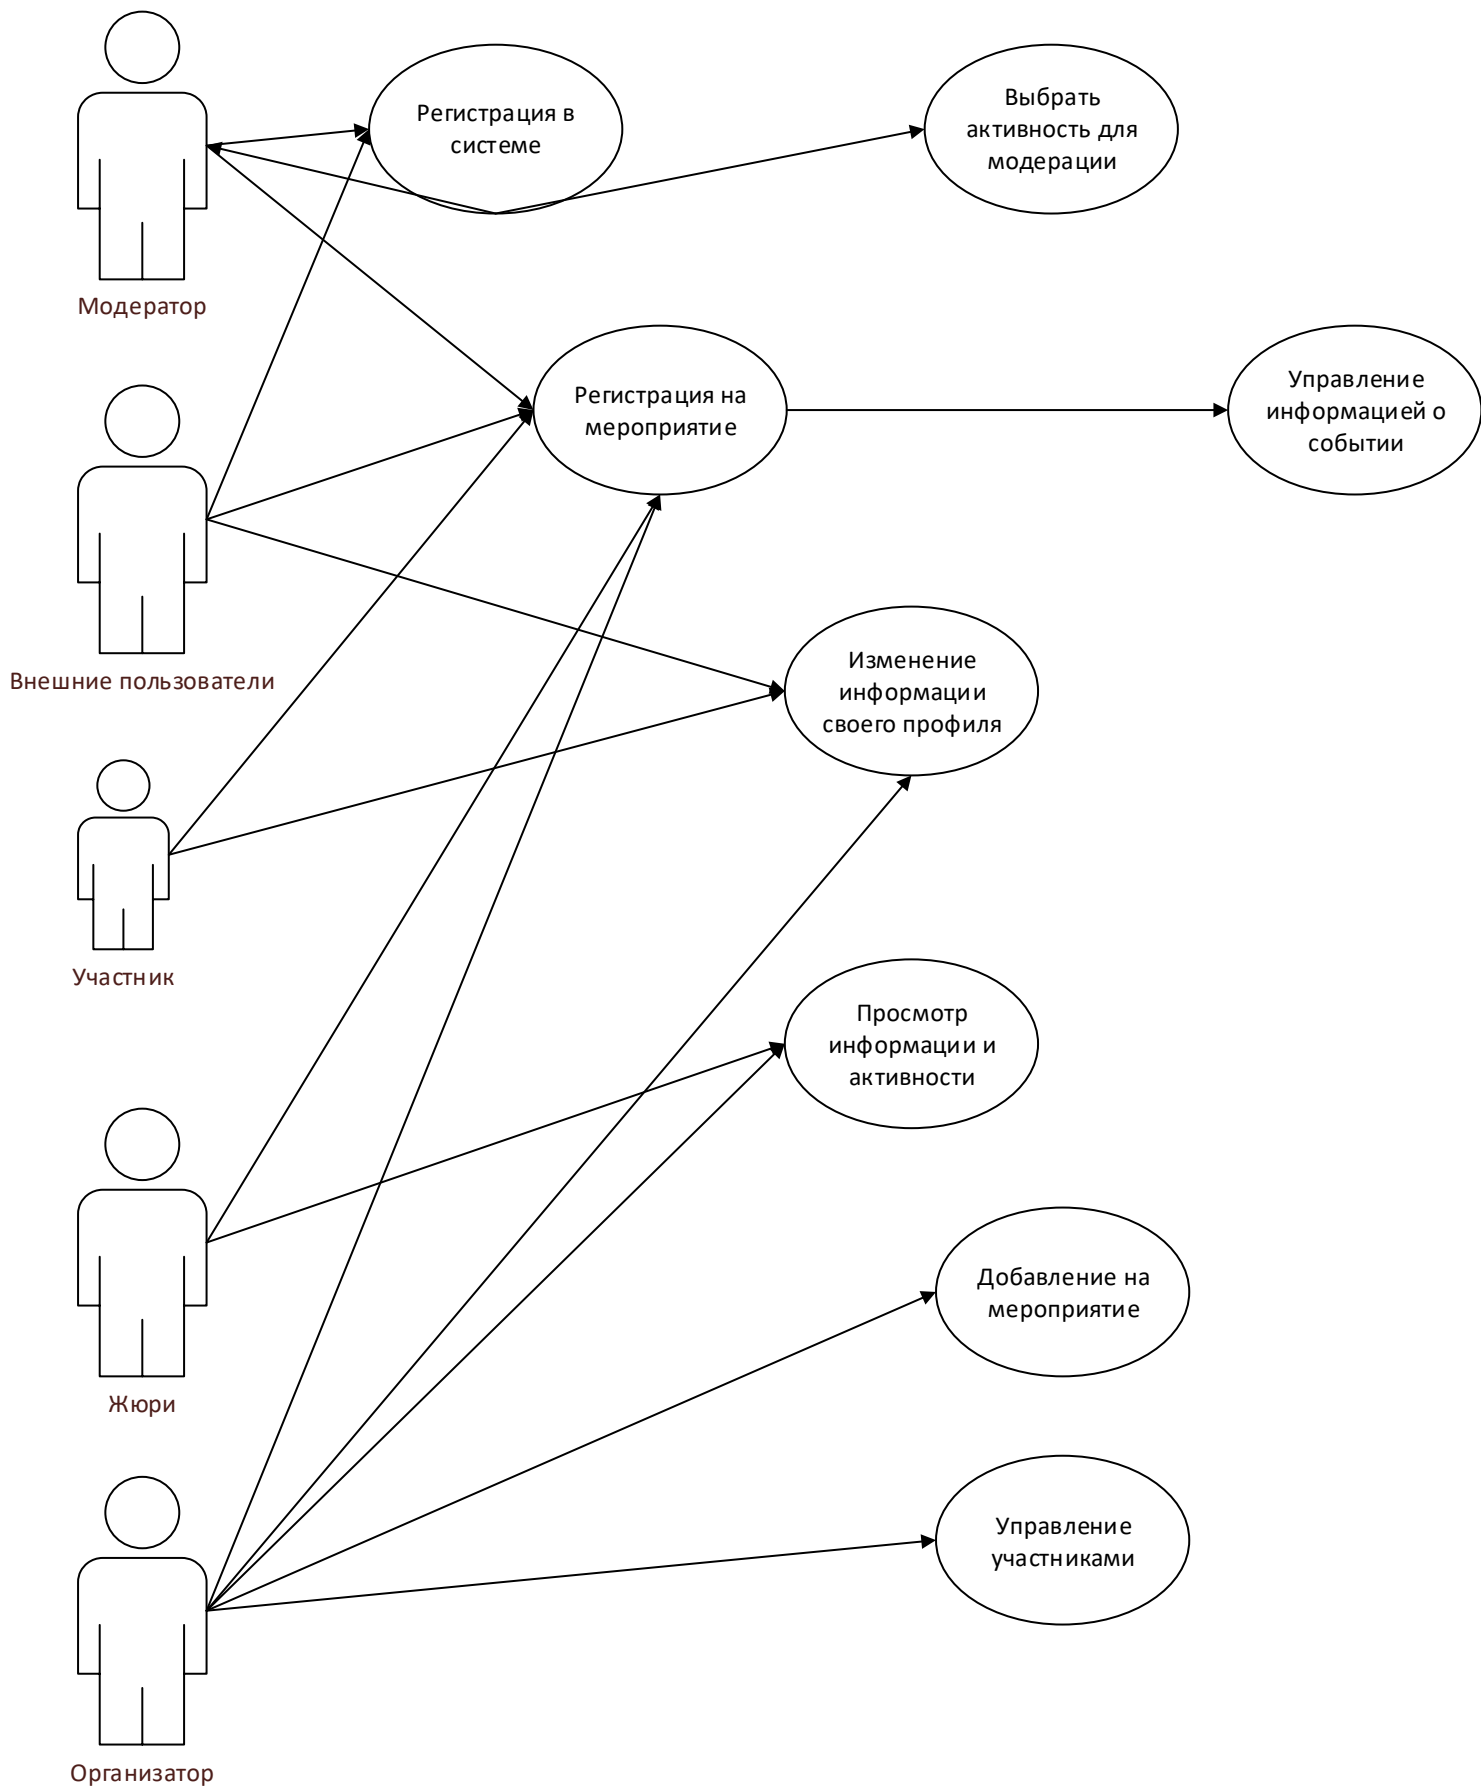 Регистрация в
системе
Выбрать
активность для
модерации
Модератор
Регистрация на
мероприятие
Управление
информацией о
событии
Внешние пользователи
Изменение
информации
своего профиля
Участник
Просмотр
информации и
активности
Жюри
Добавление на
мероприятие
Управление
участниками
Организатор